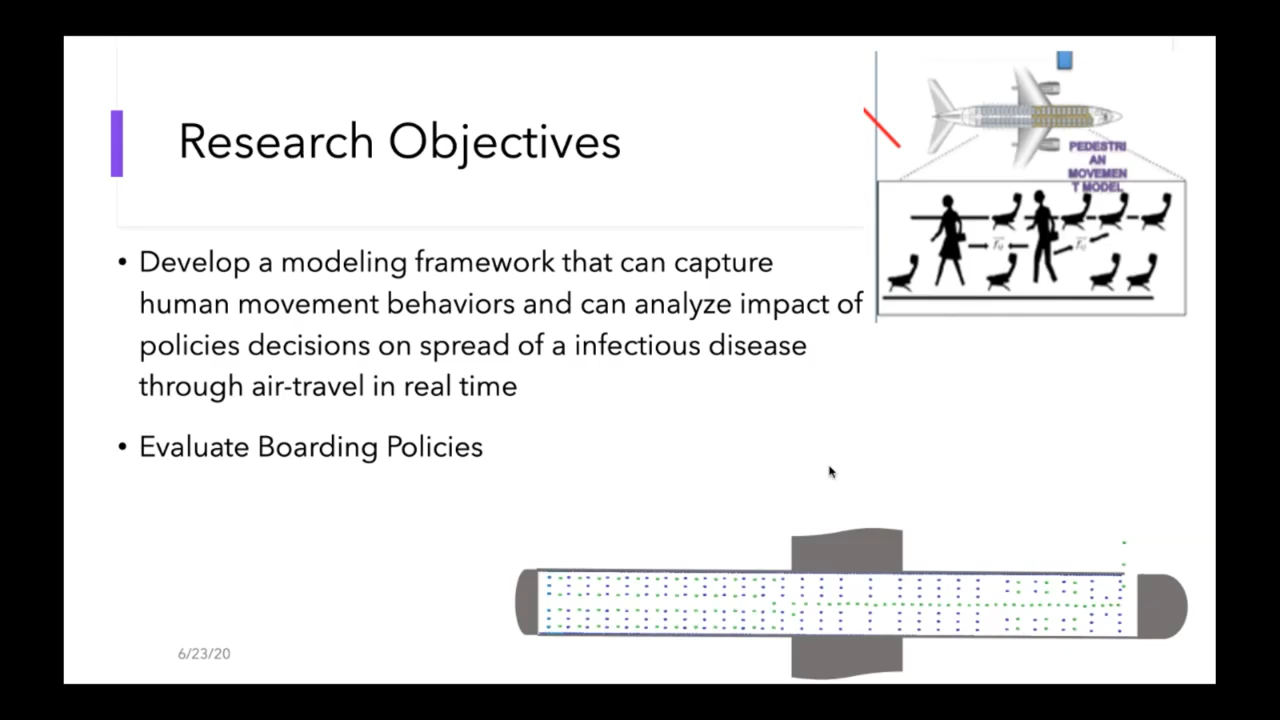 Research Objectives
PEDESTRI
AN
MOVEMEN
T MODEL
• Develop a modeling framework that can capture
human movement behaviors and can analyze impact of
policies decisions on spread of a infectious disease
through air-travel in real time
• Evaluate Boarding Policies
6/23/20